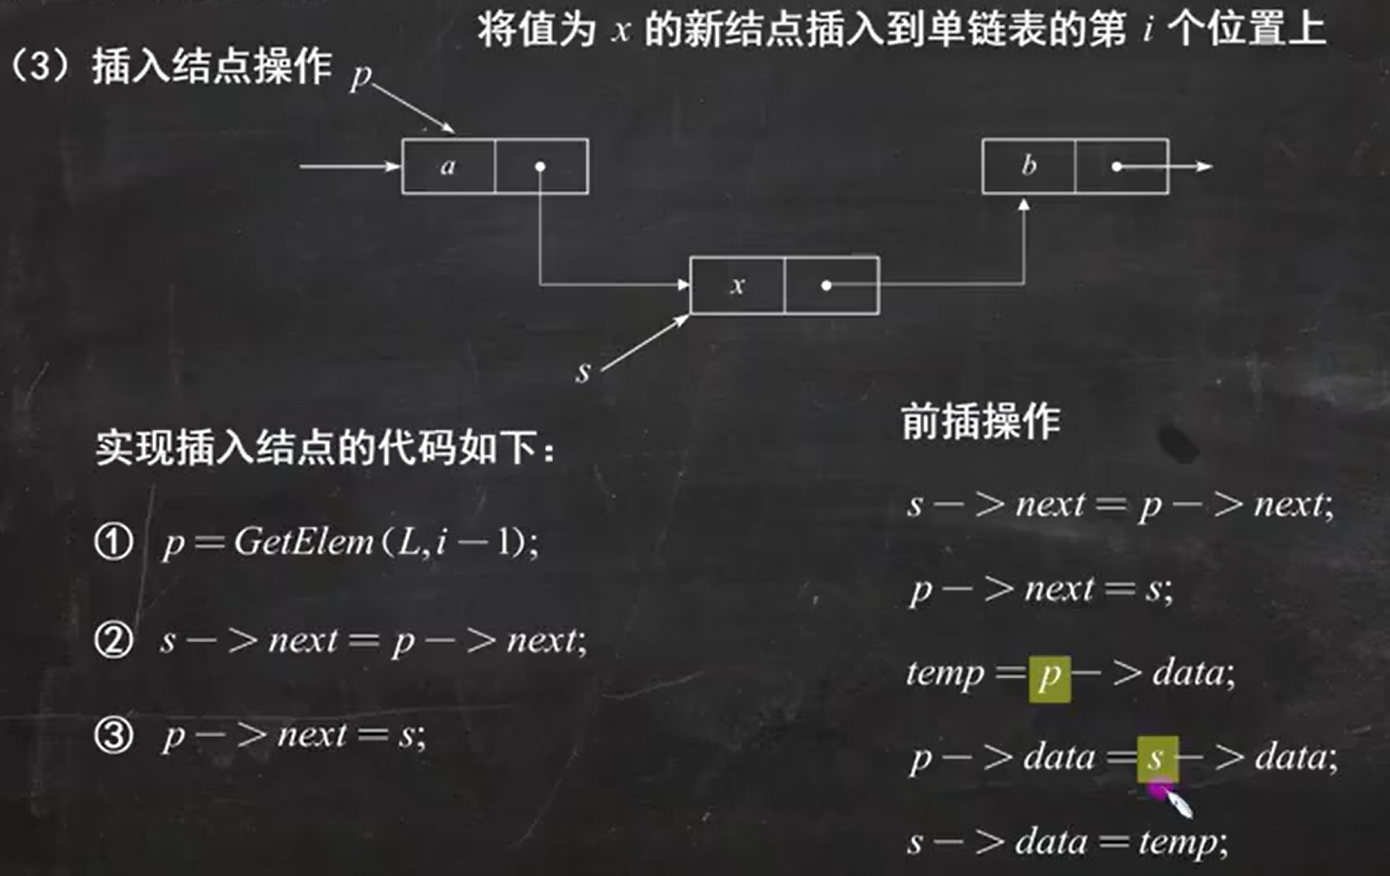 将值为 x 的新结点插入到单链表的第 i 个位置上
（3）插入结点操作
p
a
b
x
s
实现插入结点的代码如下：
① p=GetElem(L,i-1);
② s->next=p->next;
③ p->next=s;
前插操作
s->next=p->next;
p->next=s;
temp=p->data;
p->data=s->data;
s->data=temp;